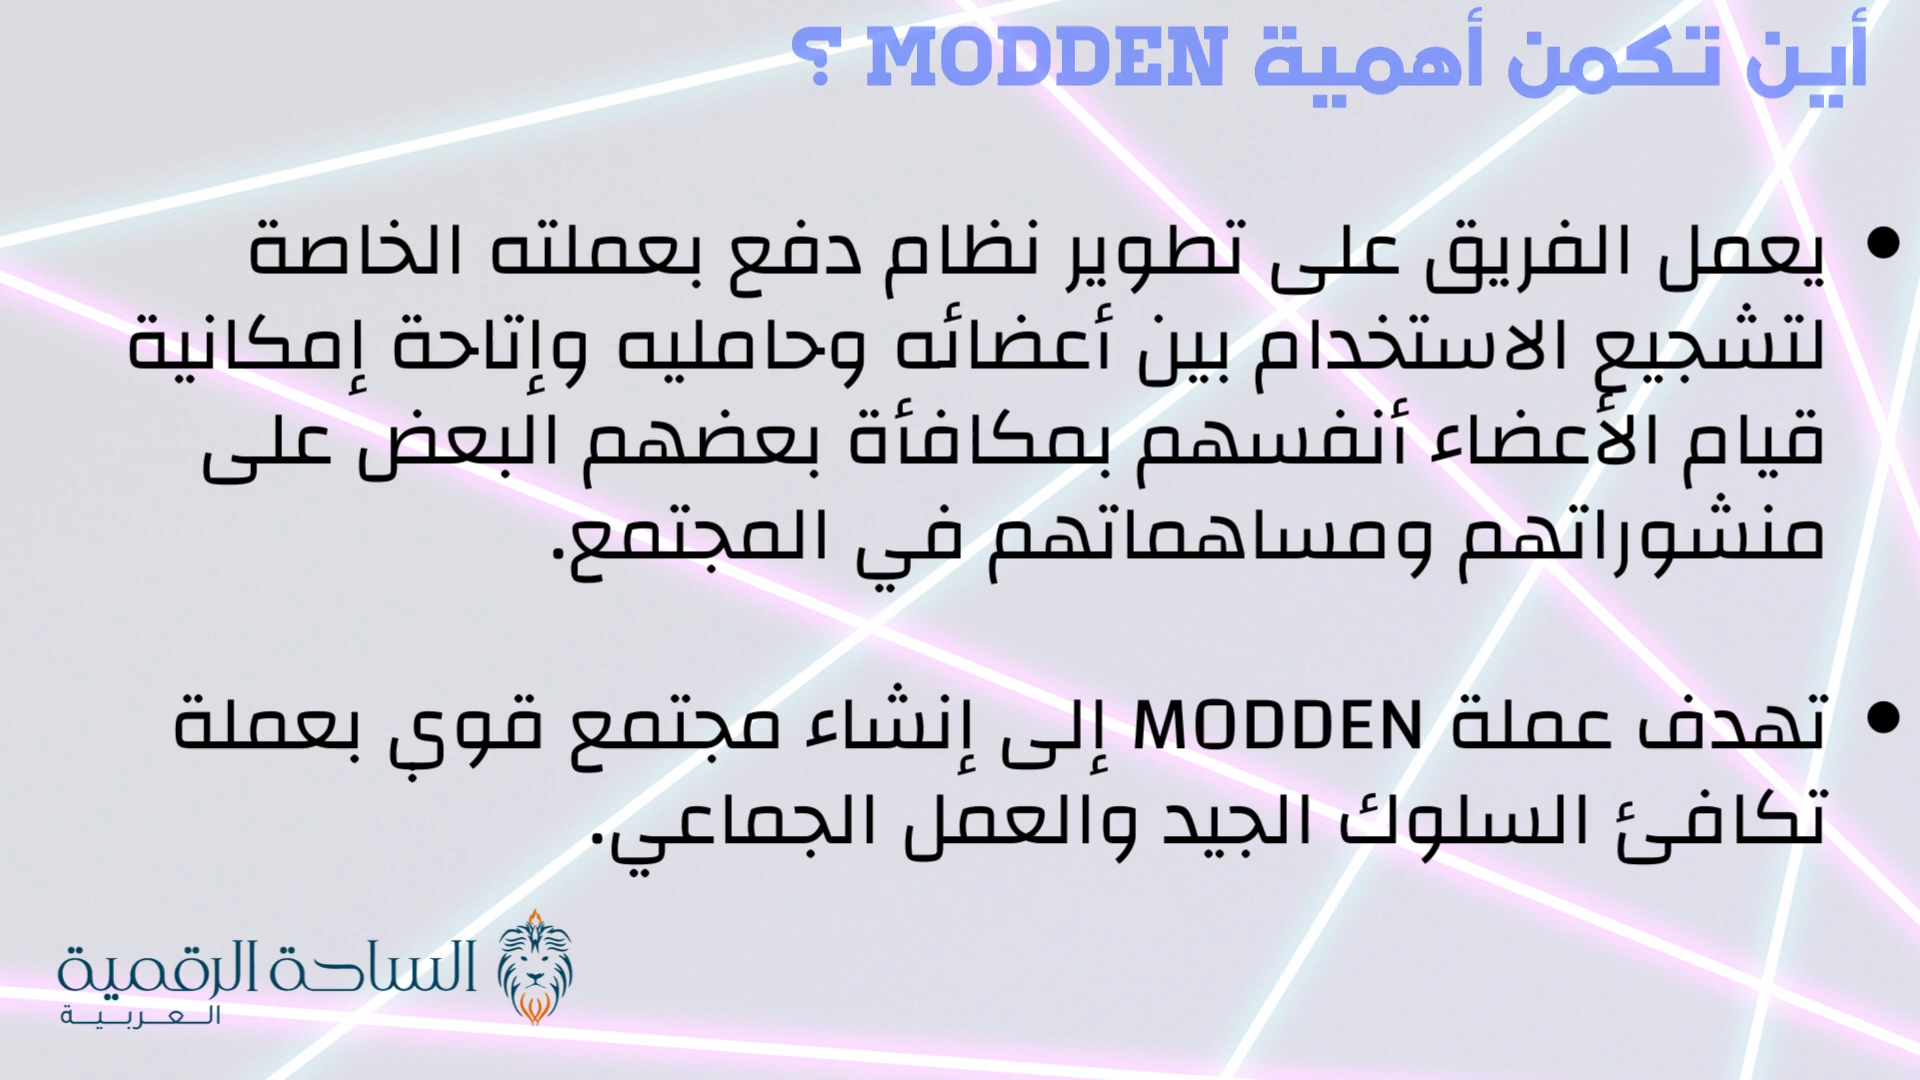 أين تكمن أهمية MODDEN ؟
• يعمل الفريق على تطوير نظام دفع بعملته الخاصة
لتشجيع الاستخدام بين أعضائه وحامليه وإتاحة إمكانية
قيام الأعضاء أنفسهم بمكافأة بعضهم البعض على
منشوراتهم ومساهماتهم في المجتمع.
• تهدف عملة MODDEN إلى إنشاء مجتمع قوي بعملة
تكافئ السلوك الجيد والعمل الجماعي.
الساحة الرقمية
العربية